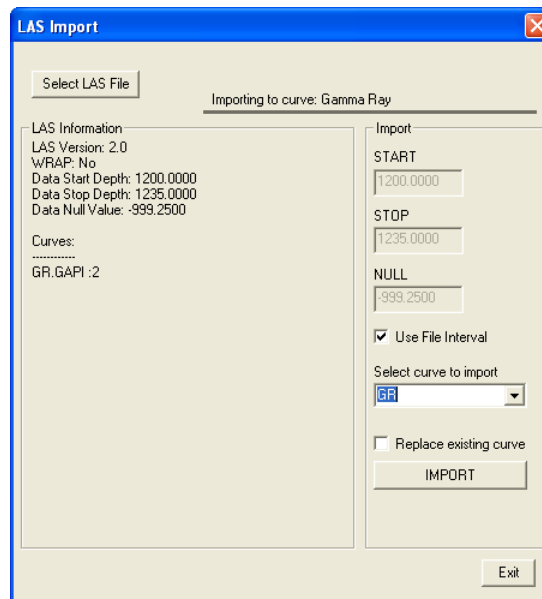 LAS Import
Select LAS File
Importing to curve: Gamma Ray
LAS Information
LAS Version: 2.0
WRAP: No
Data Start Depth: 1200.0000
Data Stop Depth: 1235.0000
Data Null Value: -999.2500
Curves:
------------
GR.GAPI :2
Import
START
1200.0000
STOP
1235.0000
NULL
-999.2500
Use File Interval
Select curve to import
GR
Replace existing curve
IMPORT
Exit